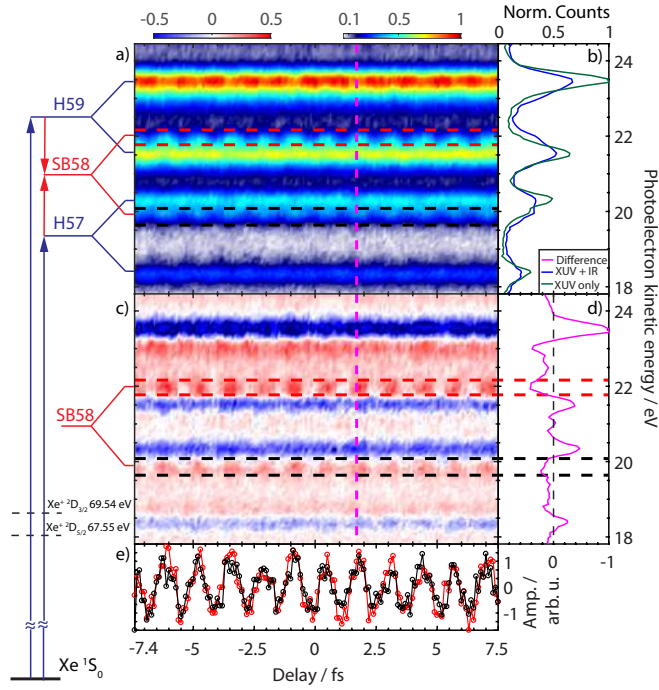 Norm. Counts
-0.5 0 0.5 0.1 0.5 1 0 0.5 1
a) b)
24
H59
22
SB58
H57
20
Difference
XUV + IR
XUV only
18
Photoelectron kinetic energy / eV
c) d)
24
22
SB58
20
Xe⁺ ²D₃/₂ 69.54 eV
Xe⁺ ²D₅/₂ 67.55 eV
18
e) 0 -1
1
0
-1
Amp./
arb. u.
Xe ¹S₀
-7.4 -5 -2.5 0 2.5 5 7.5
Delay / fs